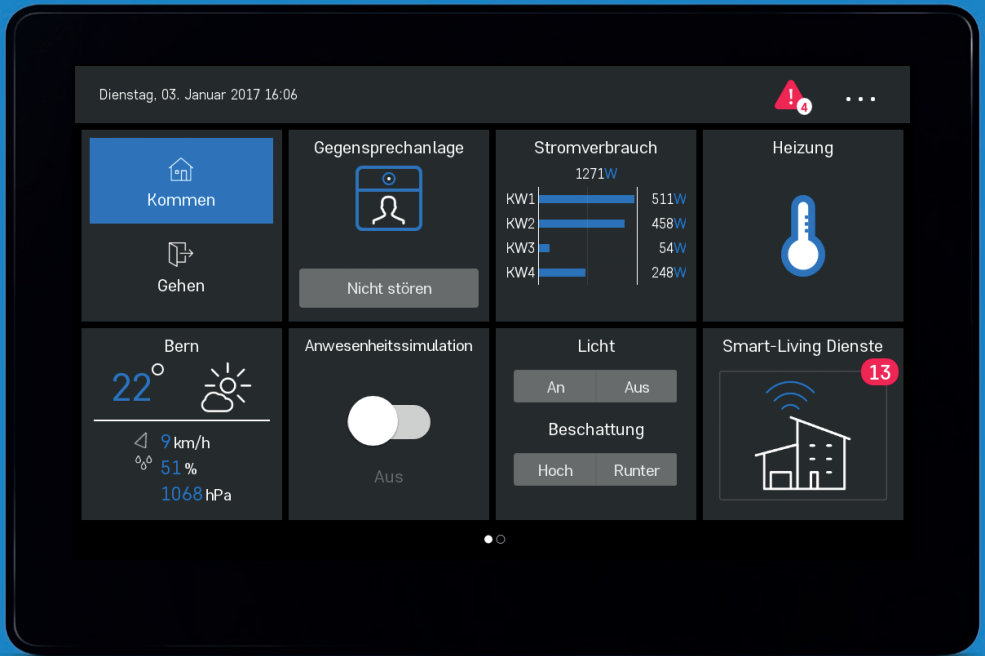 Dienstag, 03. Januar 2017 16:06
! 4
Kommen
Gehen
Gegensprechanlage
Nicht stören
Stromverbrauch
1271W
KW1 511W
KW2 458W
KW3 54W
KW4 248W
Heizung
Bern
22°
9 km/h
51 %
1068 hPa
Anwesenheitssimulation
Aus
Licht
An Aus
Beschattung
Hoch Runter
Smart-Living Dienste
13